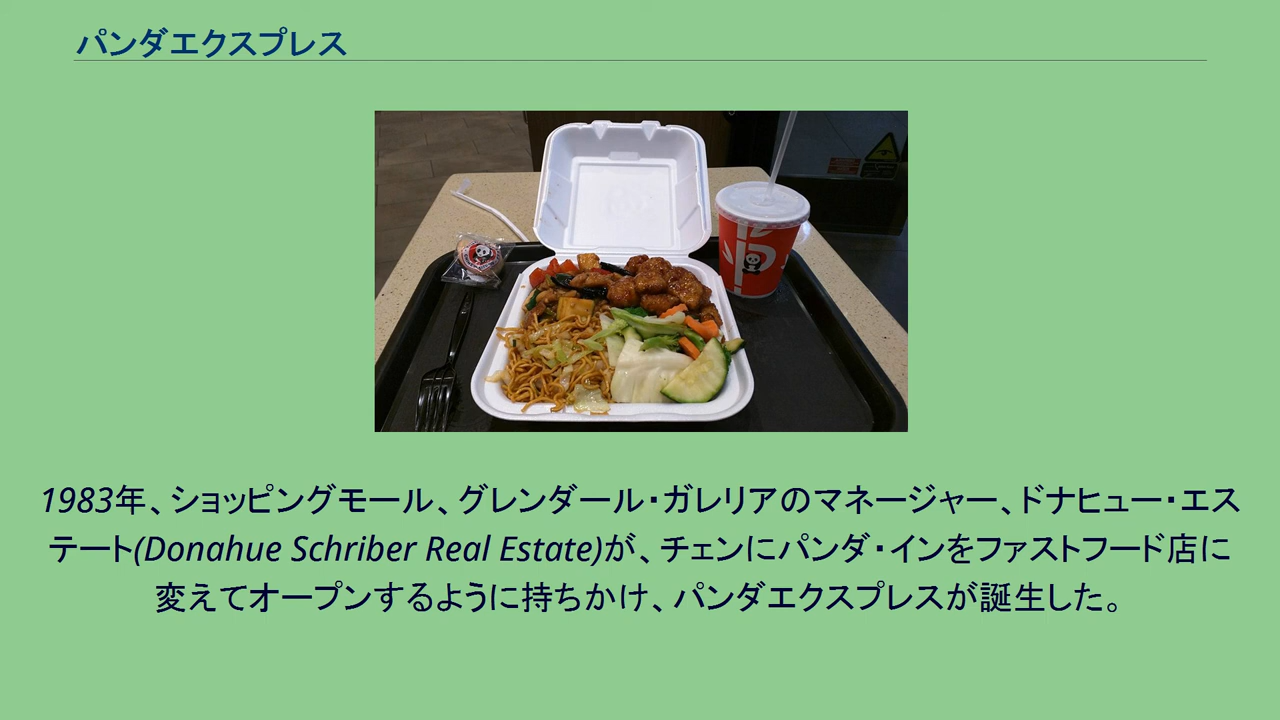 パンダエクスプレス
1983年、ショッピングモール、グレンダール・ガレリアのマネージャー、ドナヒュー・エス
テート(Donahue Schriber Real Estate)が、チェンにパンダ・インをファストフード店に
変えてオープンするように持ちかけ、パンダエクスプレスが誕生した。